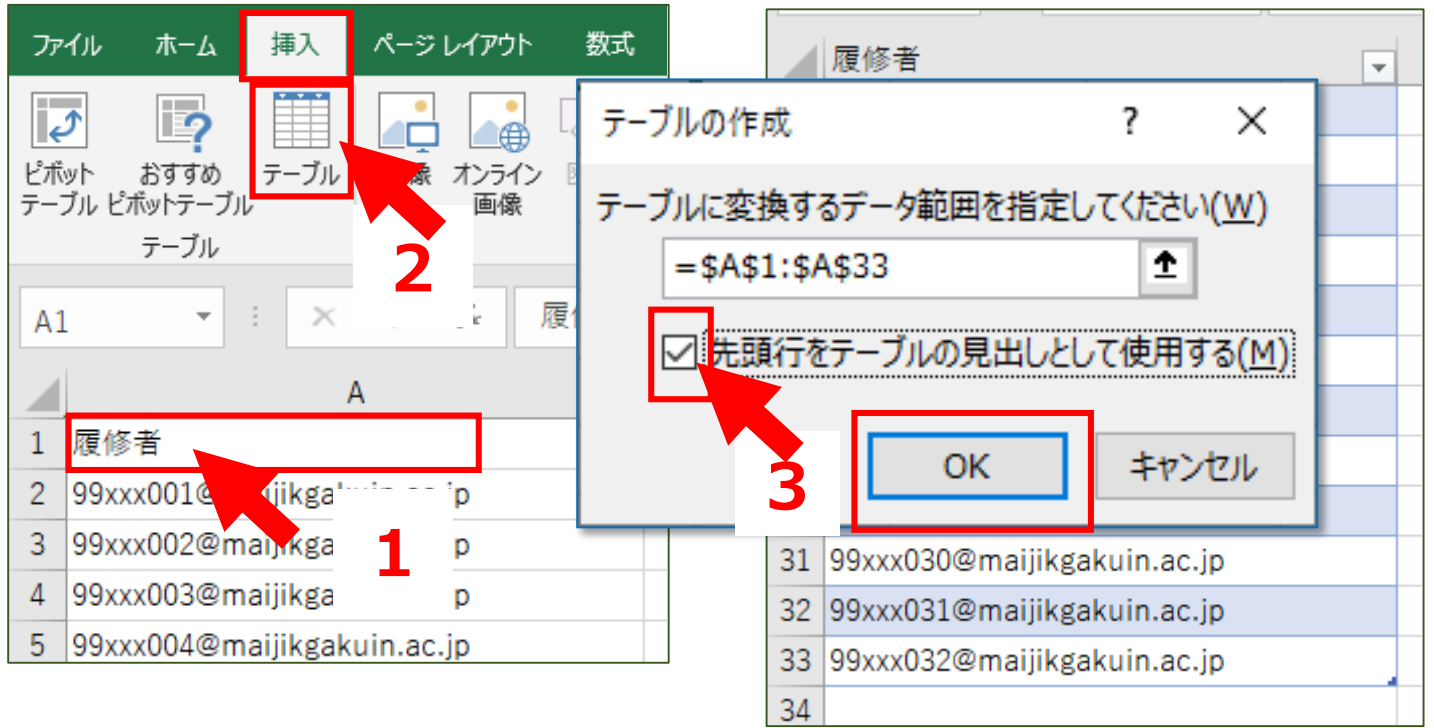 ファイル ホーム 挿入 ページ レイアウト 数式
ピボット
テーブル
おすすめ
ピボットテーブル
テーブル
オンライン
画像
テーブル
2
A1
A
1 履修者
2 99xxx001@
3 99xxx002@maijikga
4 99xxx003@maijikga
5 99xxx004@maijikgakuin.ac.jp
1
履修者
テーブルの作成 ? ×
テーブルに変換するデータ範囲を指定してください(W)
=$A$1:$A$33
先頭行をテーブルの見出しとして使用する(M)
3
OK キャンセル
31 99xxx030@maijikgakuin.ac.jp
32 99xxx031@maijikgakuin.ac.jp
33 99xxx032@maijikgakuin.ac.jp
34